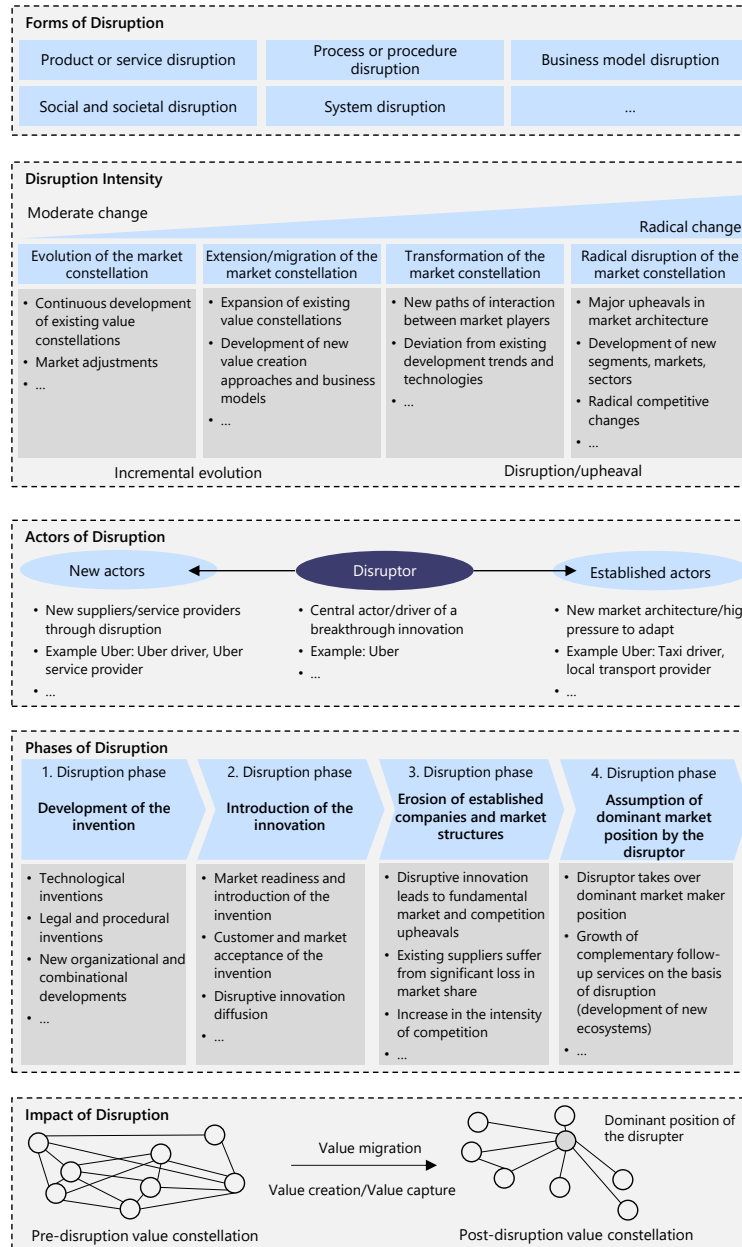 Forms of Disruption
Product or service disruption
Process or procedure
disruption
Business model disruption
Social and societal disruption
System disruption
...
Disruption Intensity
Moderate change
Radical change
Evolution of the market
constellation
• Continuous development
of existing value
constellations
• Market adjustments
• ...
Extension/migration of the
market constellation
• Expansion of existing
value constellations
• Development of new
value creation
approaches and business
models
• ...
Transformation of the
market constellation
• New paths of interaction
between market players
• Deviation from existing
development trends and
technologies
• ...
Radical disruption of the
market constellation
• Major upheavals in
market architecture
• Development of new
segments, markets,
sectors
• Radical competitive
changes
• ...
Incremental evolution
Disruption/upheaval
Actors of Disruption
New actors
• New suppliers/service providers
through disruption
• Example Uber: Uber driver, Uber
service provider
• ...
Disruptor
• Central actor/driver of a
breakthrough innovation
• Example: Uber
• ...
Established actors
• New market architecture/hig
pressure to adapt
• Example Uber: Taxi driver,
local transport provider
• ...
Phases of Disruption
1. Disruption phase
Development of the
invention
• Technological
inventions
• Legal and procedural
inventions
• New organizational and
combinational
developments
• ...
2. Disruption phase
Introduction of the
innovation
• Market readiness and
introduction of the
invention
• Customer and market
acceptance of the
invention
• Disruptive innovation
diffusion
• ...
3. Disruption phase
Erosion of established
companies and market
structures
• Disruptive innovation
leads to fundamental
market and competition
upheavals
• Existing suppliers suffer
from significant loss in
market share
• Increase in the intensity
of competition
• ...
4. Disruption phase
Assumption of
dominant market
position by the
disruptor
• Disruptor takes over
dominant market maker
position
• Growth of
complementary follow-
up services on the basis
of disruption
(development of new
ecosystems)
• ...
Impact of Disruption
Value migration
Value creation/Value capture
Dominant position of
the disrupter
Pre-disruption value constellation
Post-disruption value constellation